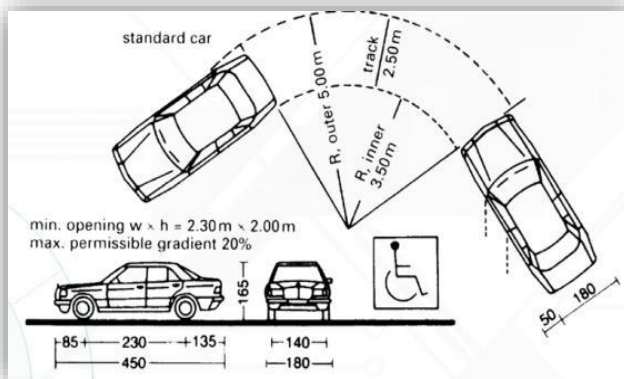 standard car
R, outer 5.00m
track
2.50m
R, inner
3.50m
min. opening w × h = 2.30m × 2.00m
max. permissible gradient 20%
165
50
180
85
230
135
140
450
180